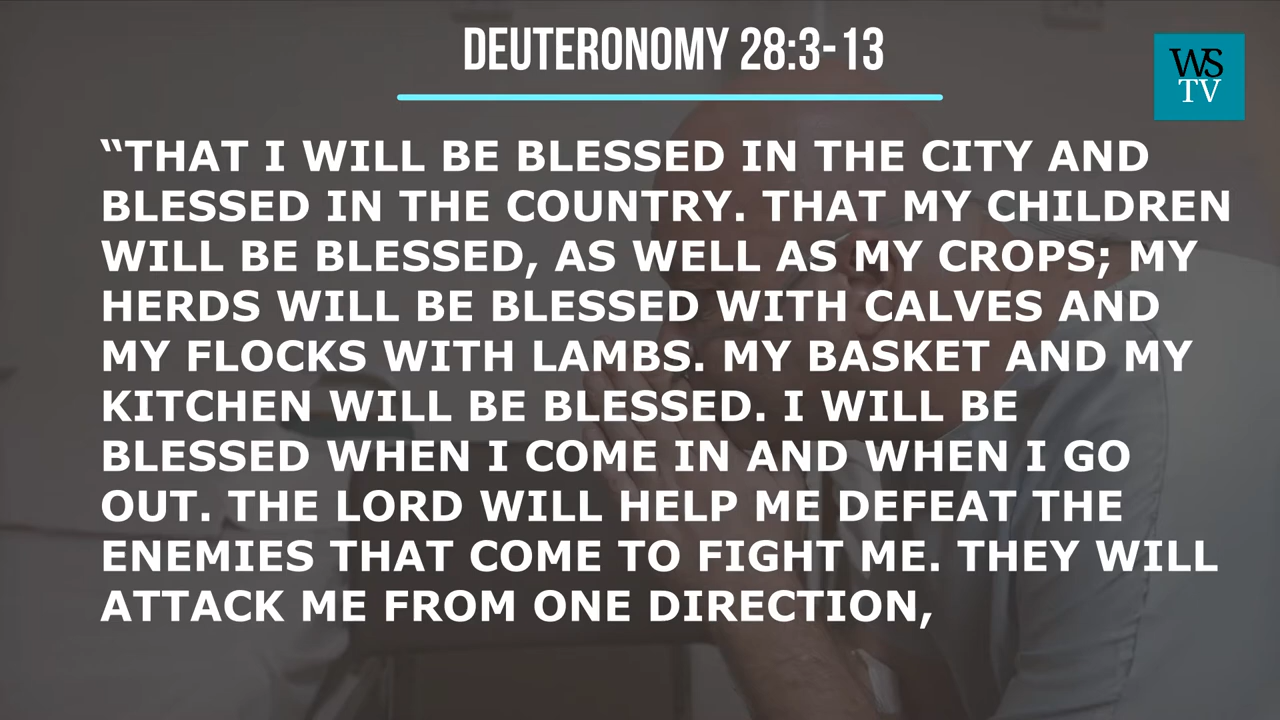 DEUTERONOMY 28:3-13
WS
TV
“THAT I WILL BE BLESSED IN THE CITY AND
BLESSED IN THE COUNTRY. THAT MY CHILDREN
WILL BE BLESSED, AS WELL AS MY CROPS; MY
HERDS WILL BE BLESSED WITH CALVES AND
MY FLOCKS WITH LAMBS. MY BASKET AND MY
KITCHEN WILL BE BLESSED. I WILL BE
BLESSED WHEN I COME IN AND WHEN I GO
OUT. THE LORD WILL HELP ME DEFEAT THE
ENEMIES THAT COME TO FIGHT ME. THEY WILL
ATTACK ME FROM ONE DIRECTION,